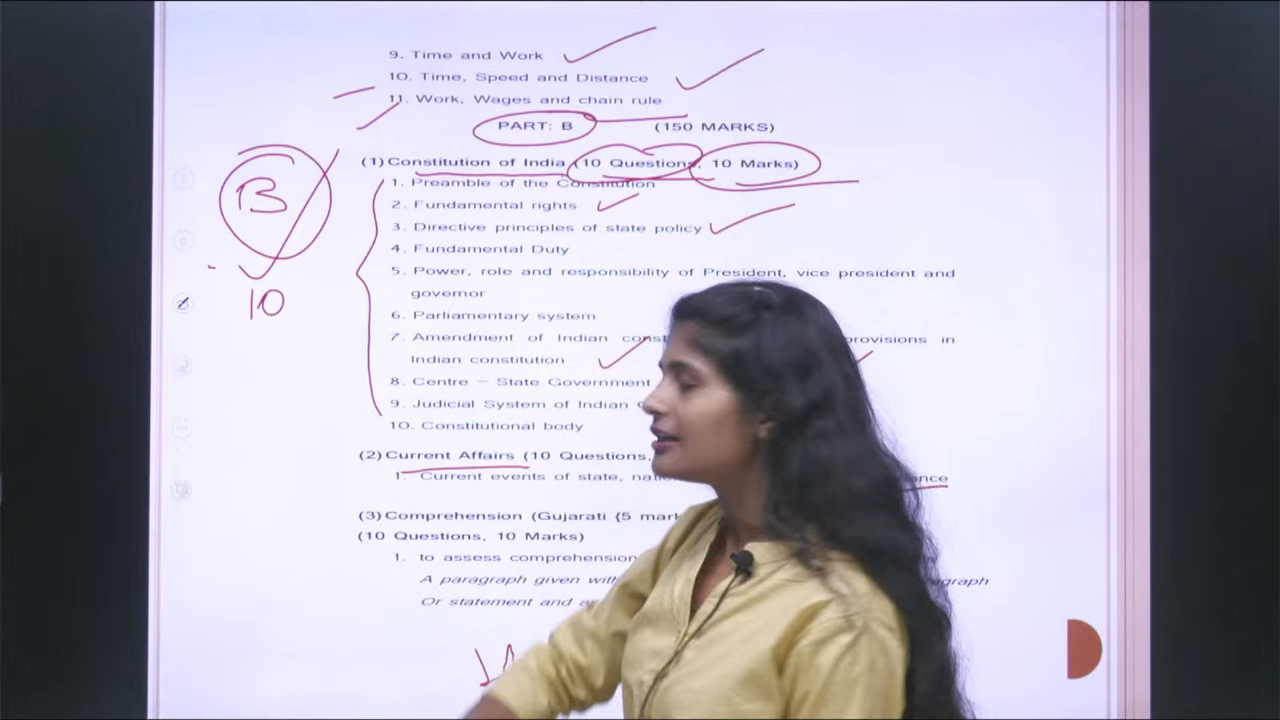 9. Time and Work
10. Time, Speed and Distance
11. Work, Wages and chain rule
PART: B (150 MARKS)
(1) Constitution of India (10 Questions, 10 Marks)
1. Preamble of the Constitution
2. Fundamental rights
3. Directive principles of state policy
4. Fundamental Duty
5. Power, role and responsibility of President, vice president and
governor
6. Parliamentary system
7. Amendment of Indian provisions in
Indian constitution
8. Centre – State Government
9. Judicial System of Indian
10. Constitutional body
(2) Current Affairs (10 Questions,
1. Current events of state,
(3) Comprehension (Gujarati {5
(10 Questions, 10 Marks)
1. to assess comprehension
A paragraph given
Or statement and
B
10